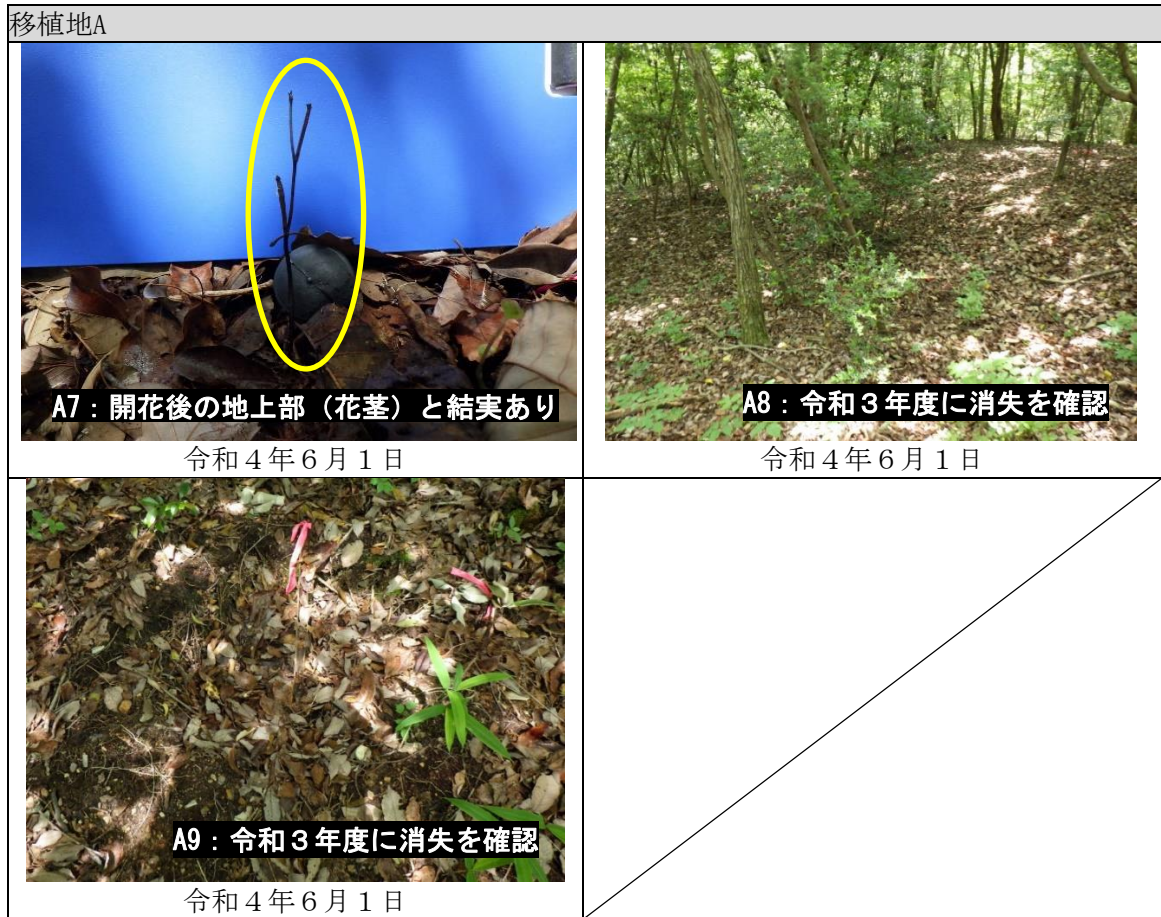 移植地A
A7：開花後の地上部（花茎）と結実あり
令和４年６月１日
A8：令和３年度に消失を確認
令和４年６月１日
A9：令和３年度に消失を確認
令和４年６月１日